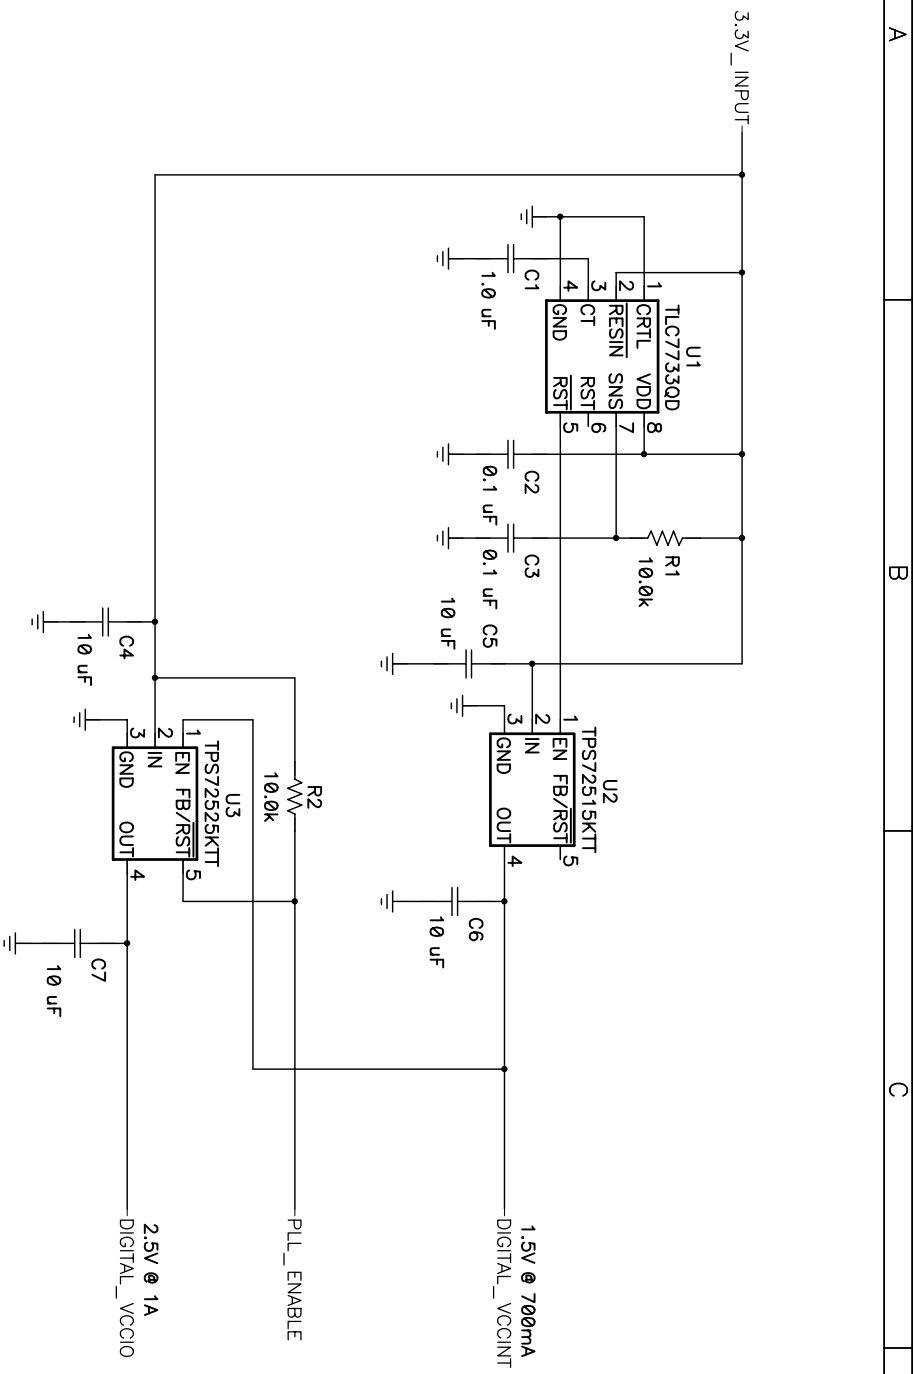 A
B
C
3.3V_INPUT
U1
TLC7733QD
1
CRTL
VDD
8
2
RESIN
SNS
7
3
CT
RST
6
4
GND
RST
5
C1
1.0 uF
C2
0.1 uF
C3
0.1 uF
R1
10.0k
C5
10 uF
U2
TPS72515KTT
1
EN
FB/RST
5
2
IN
3
GND
OUT
4
C6
10 uF
1.5V @ 700mA
DIGITAL_VCCINT
R2
10.0k
PLL_ENABLE
C4
10 uF
U3
TPS72525KTT
1
EN
FB/RST
5
2
IN
3
GND
OUT
4
C7
10 uF
2.5V @ 1A
DIGITAL_VCCIO